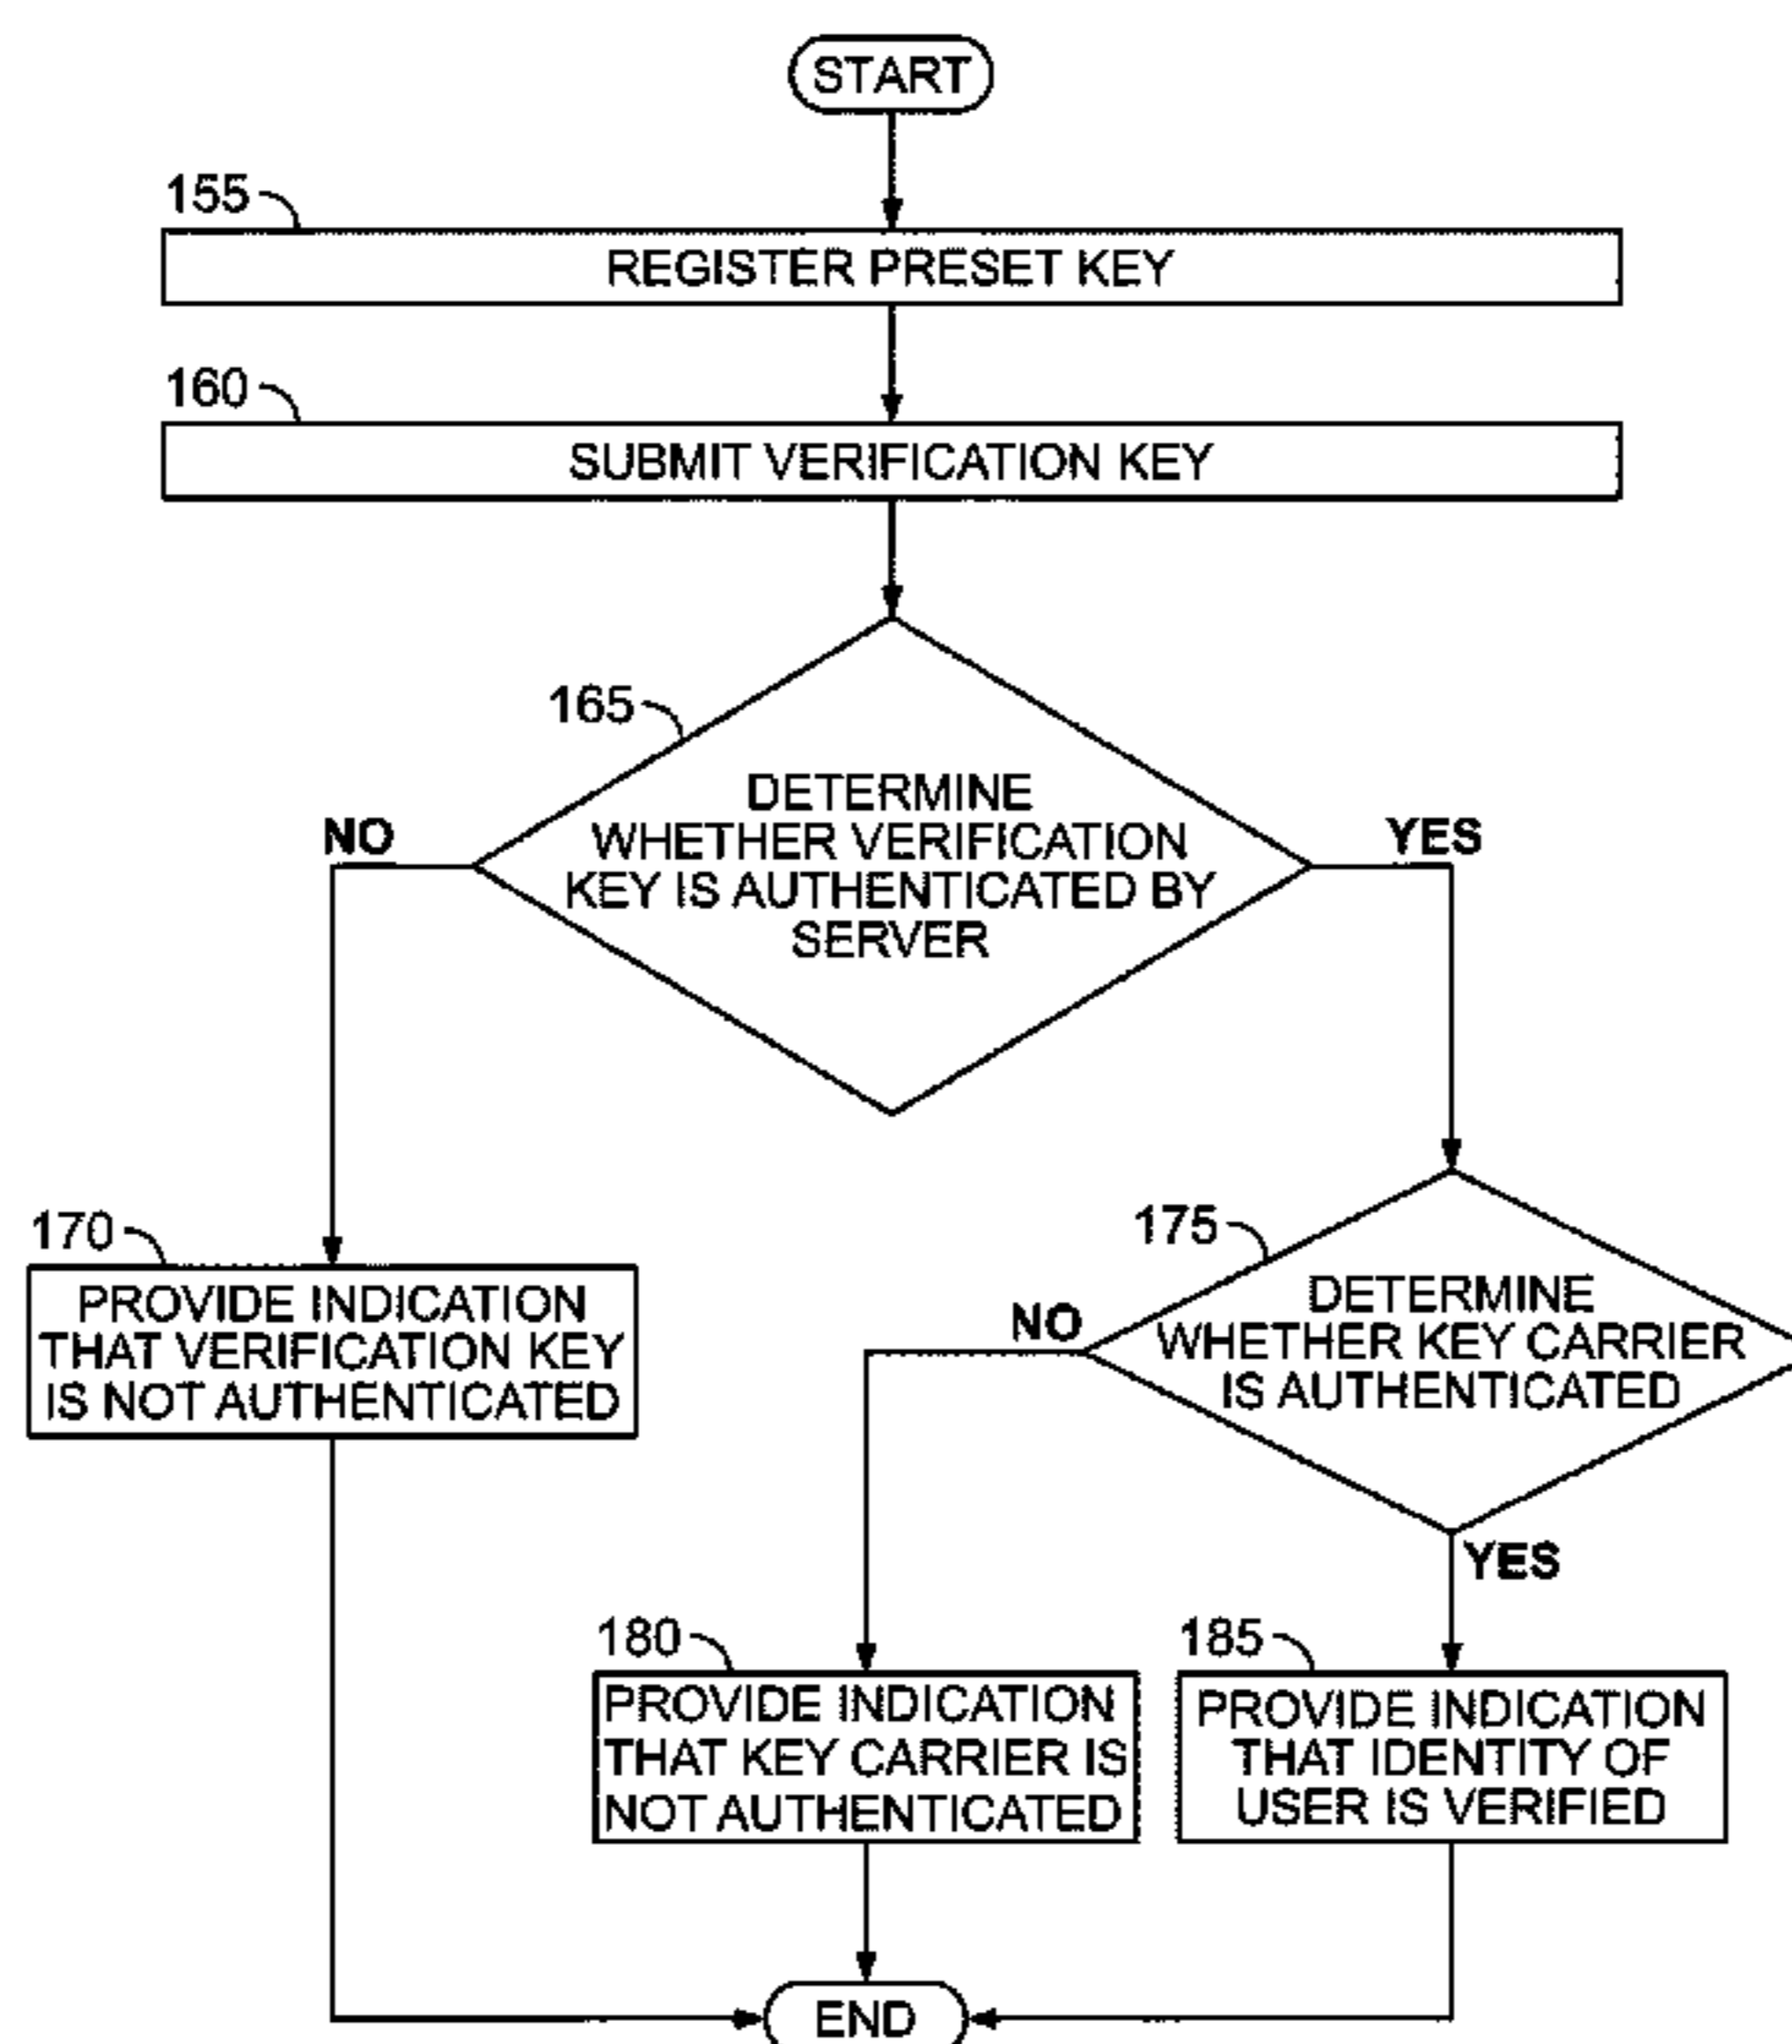 START
155
REGISTER PRESET KEY
160
SUBMIT VERIFICATION KEY
165
DETERMINE
WHETHER VERIFICATION
KEY IS AUTHENTICATED BY
SERVER
NO
YES
170
PROVIDE INDICATION
THAT VERIFICATION KEY
IS NOT AUTHENTICATED
175
DETERMINE
WHETHER KEY CARRIER
IS AUTHENTICATED
NO
YES
180
PROVIDE INDICATION
THAT KEY CARRIER IS
NOT AUTHENTICATED
185
PROVIDE INDICATION
THAT IDENTITY OF
USER IS VERIFIED
END